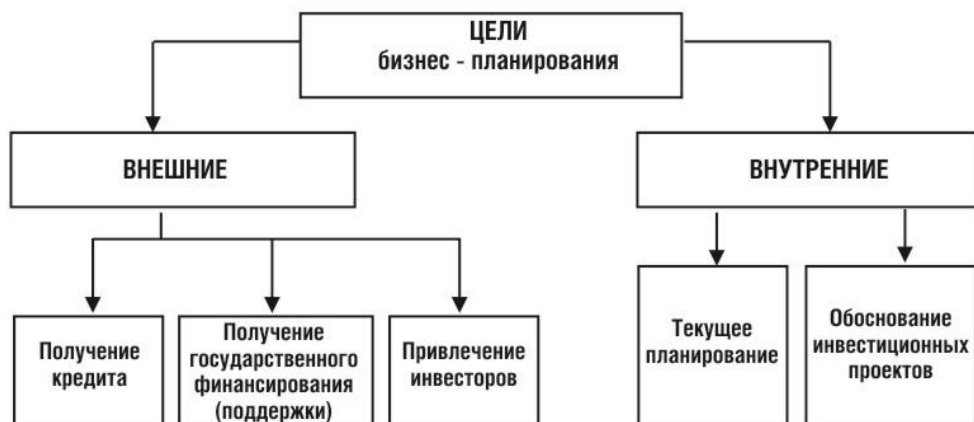 ЦЕЛИ
бизнес - планирования
ВНЕШНИЕ
ВНУТРЕННИЕ
Получение
кредита
Получение
государственного
финансирования
(поддержки)
Привлечение
инвесторов
Текущее
планирование
Обоснование
инвестиционных
проектов